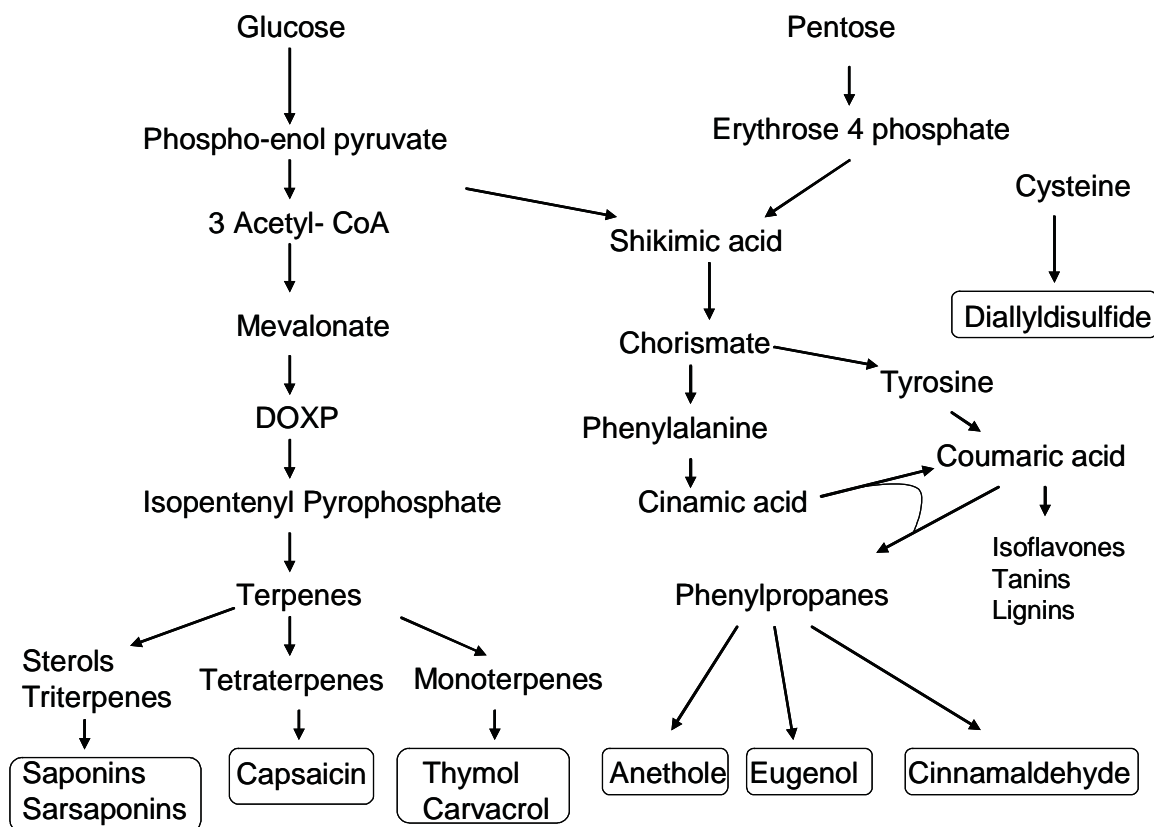 Glucose
Pentose
Phospho-enol pyruvate
Erythrose 4 phosphate
Cysteine
3 Acetyl- CoA
Shikimic acid
Diallyldisulfide
Mevalonate
Chorismate
Tyrosine
DOXP
Phenylalanine
Coumaric acid
Isopentenyl Pyrophosphate
Cinamic acid
Isoflavones
Tanins
Lignins
Terpenes
Phenylpropanes
Sterols
Triterpenes
Tetraterpenes
Monoterpenes
Saponins
Sarsaponins
Capsaicin
Thymol
Carvacrol
Anethole
Eugenol
Cinnamaldehyde